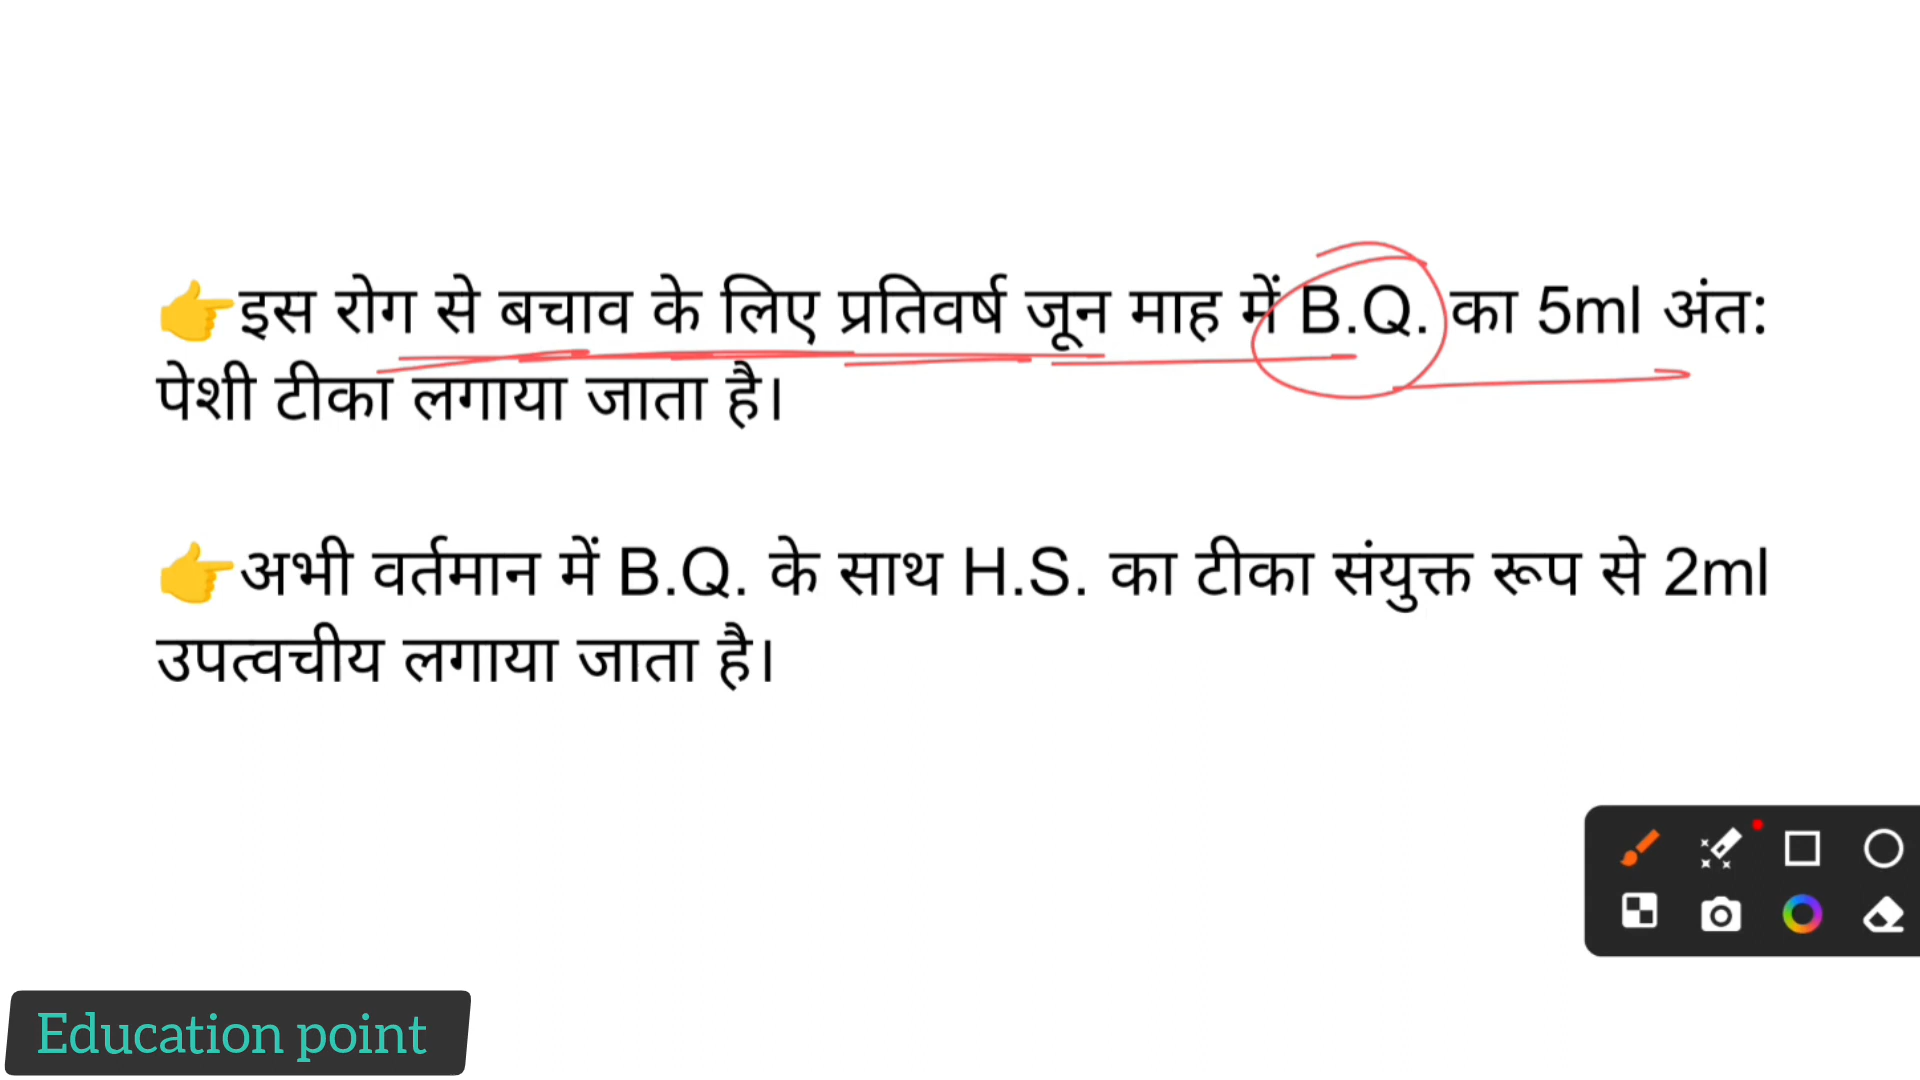 👉इस रोग से बचाव के लिए प्रतिवर्ष जून माह में B.Q. का 5ml अंत:
पेशी टीका लगाया जाता है।
👉अभी वर्तमान में B.Q. के साथ H.S. का टीका संयुक्त रूप से 2ml
उपत्वचीय लगाया जाता है।
Education point